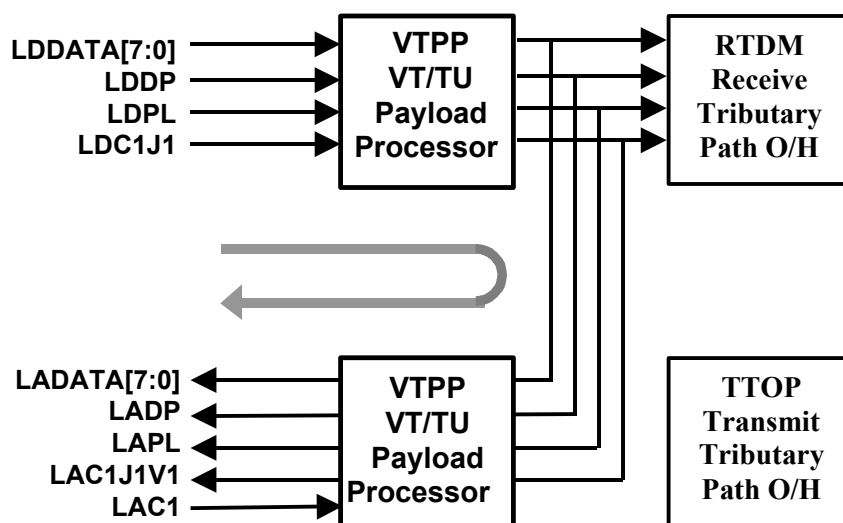 LDDATA[7:0]
LDDP
LDPL
LDC1J1
VTPP
VT/TU
Payload
Processor
RTDM
Receive
Tributary
Path O/H
LADATA[7:0]
LADP
LAPL
LAC1J1V1
LAC1
VTPP
VT/TU
Payload
Processor
TTOP
Transmit
Tributary
Path O/H